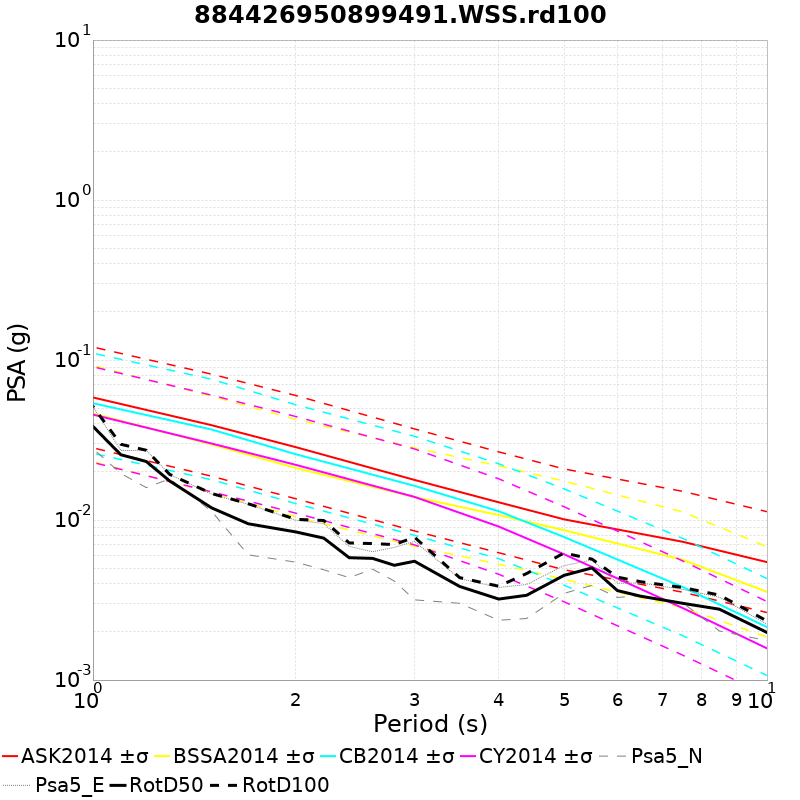 884426950899491.WSS.rd100
10^1
10^0
10^-1
10^-2
10^-3
PSA (g)
10^0 2 3 4 5 6 7 8 9 10^1
Period (s)
ASK2014 ±σ BSSA2014 ±σ CB2014 ±σ CY2014 ±σ Psa5_N
Psa5_E RotD50 RotD100